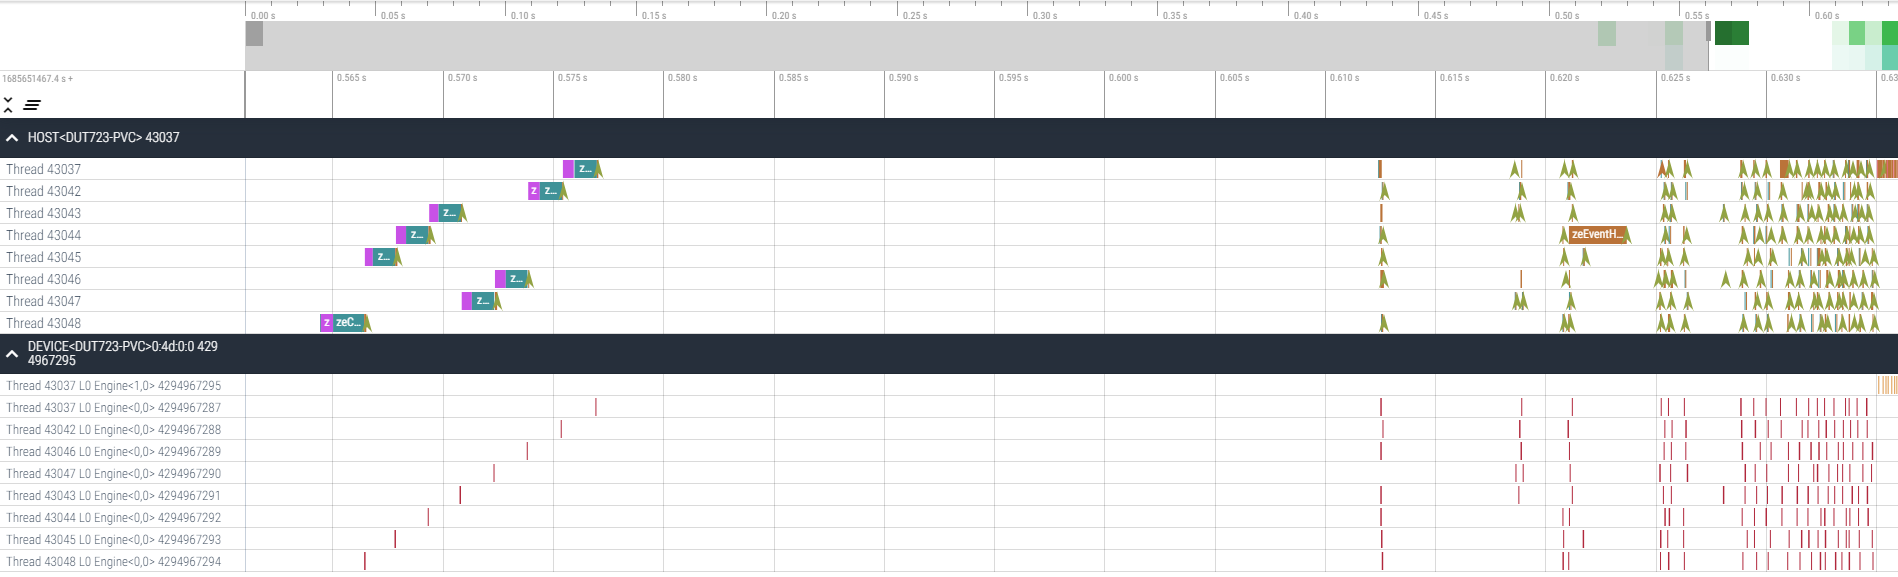 0.00 s 0.05 s 0.10 s 0.15 s 0.20 s 0.25 s 0.30 s 0.35 s 0.40 s 0.45 s 0.50 s 0.55 s 0.60 s
1685651467.4 s + 0.565 s 0.570 s 0.575 s 0.580 s 0.585 s 0.590 s 0.595 s 0.600 s 0.605 s 0.610 s 0.615 s 0.620 s 0.625 s 0.630 s 0.63
HOST<DUT723-PVC> 43037
Thread 43037 z...
Thread 43042 z z...
Thread 43043 z...
Thread 43044 z... zeEventH...
Thread 43045 z...
Thread 43046 z...
Thread 43047 z...
Thread 43048 z zeC...
DEVICE<DUT723-PVC>0:4d:0:0 429
4967295
Thread 43037 L0 Engine<1,0> 4294967295
Thread 43037 L0 Engine<0,0> 4294967287
Thread 43042 L0 Engine<0,0> 4294967288
Thread 43046 L0 Engine<0,0> 4294967289
Thread 43047 L0 Engine<0,0> 4294967290
Thread 43043 L0 Engine<0,0> 4294967291
Thread 43044 L0 Engine<0,0> 4294967292
Thread 43045 L0 Engine<0,0> 4294967293
Thread 43048 L0 Engine<0,0> 4294967294